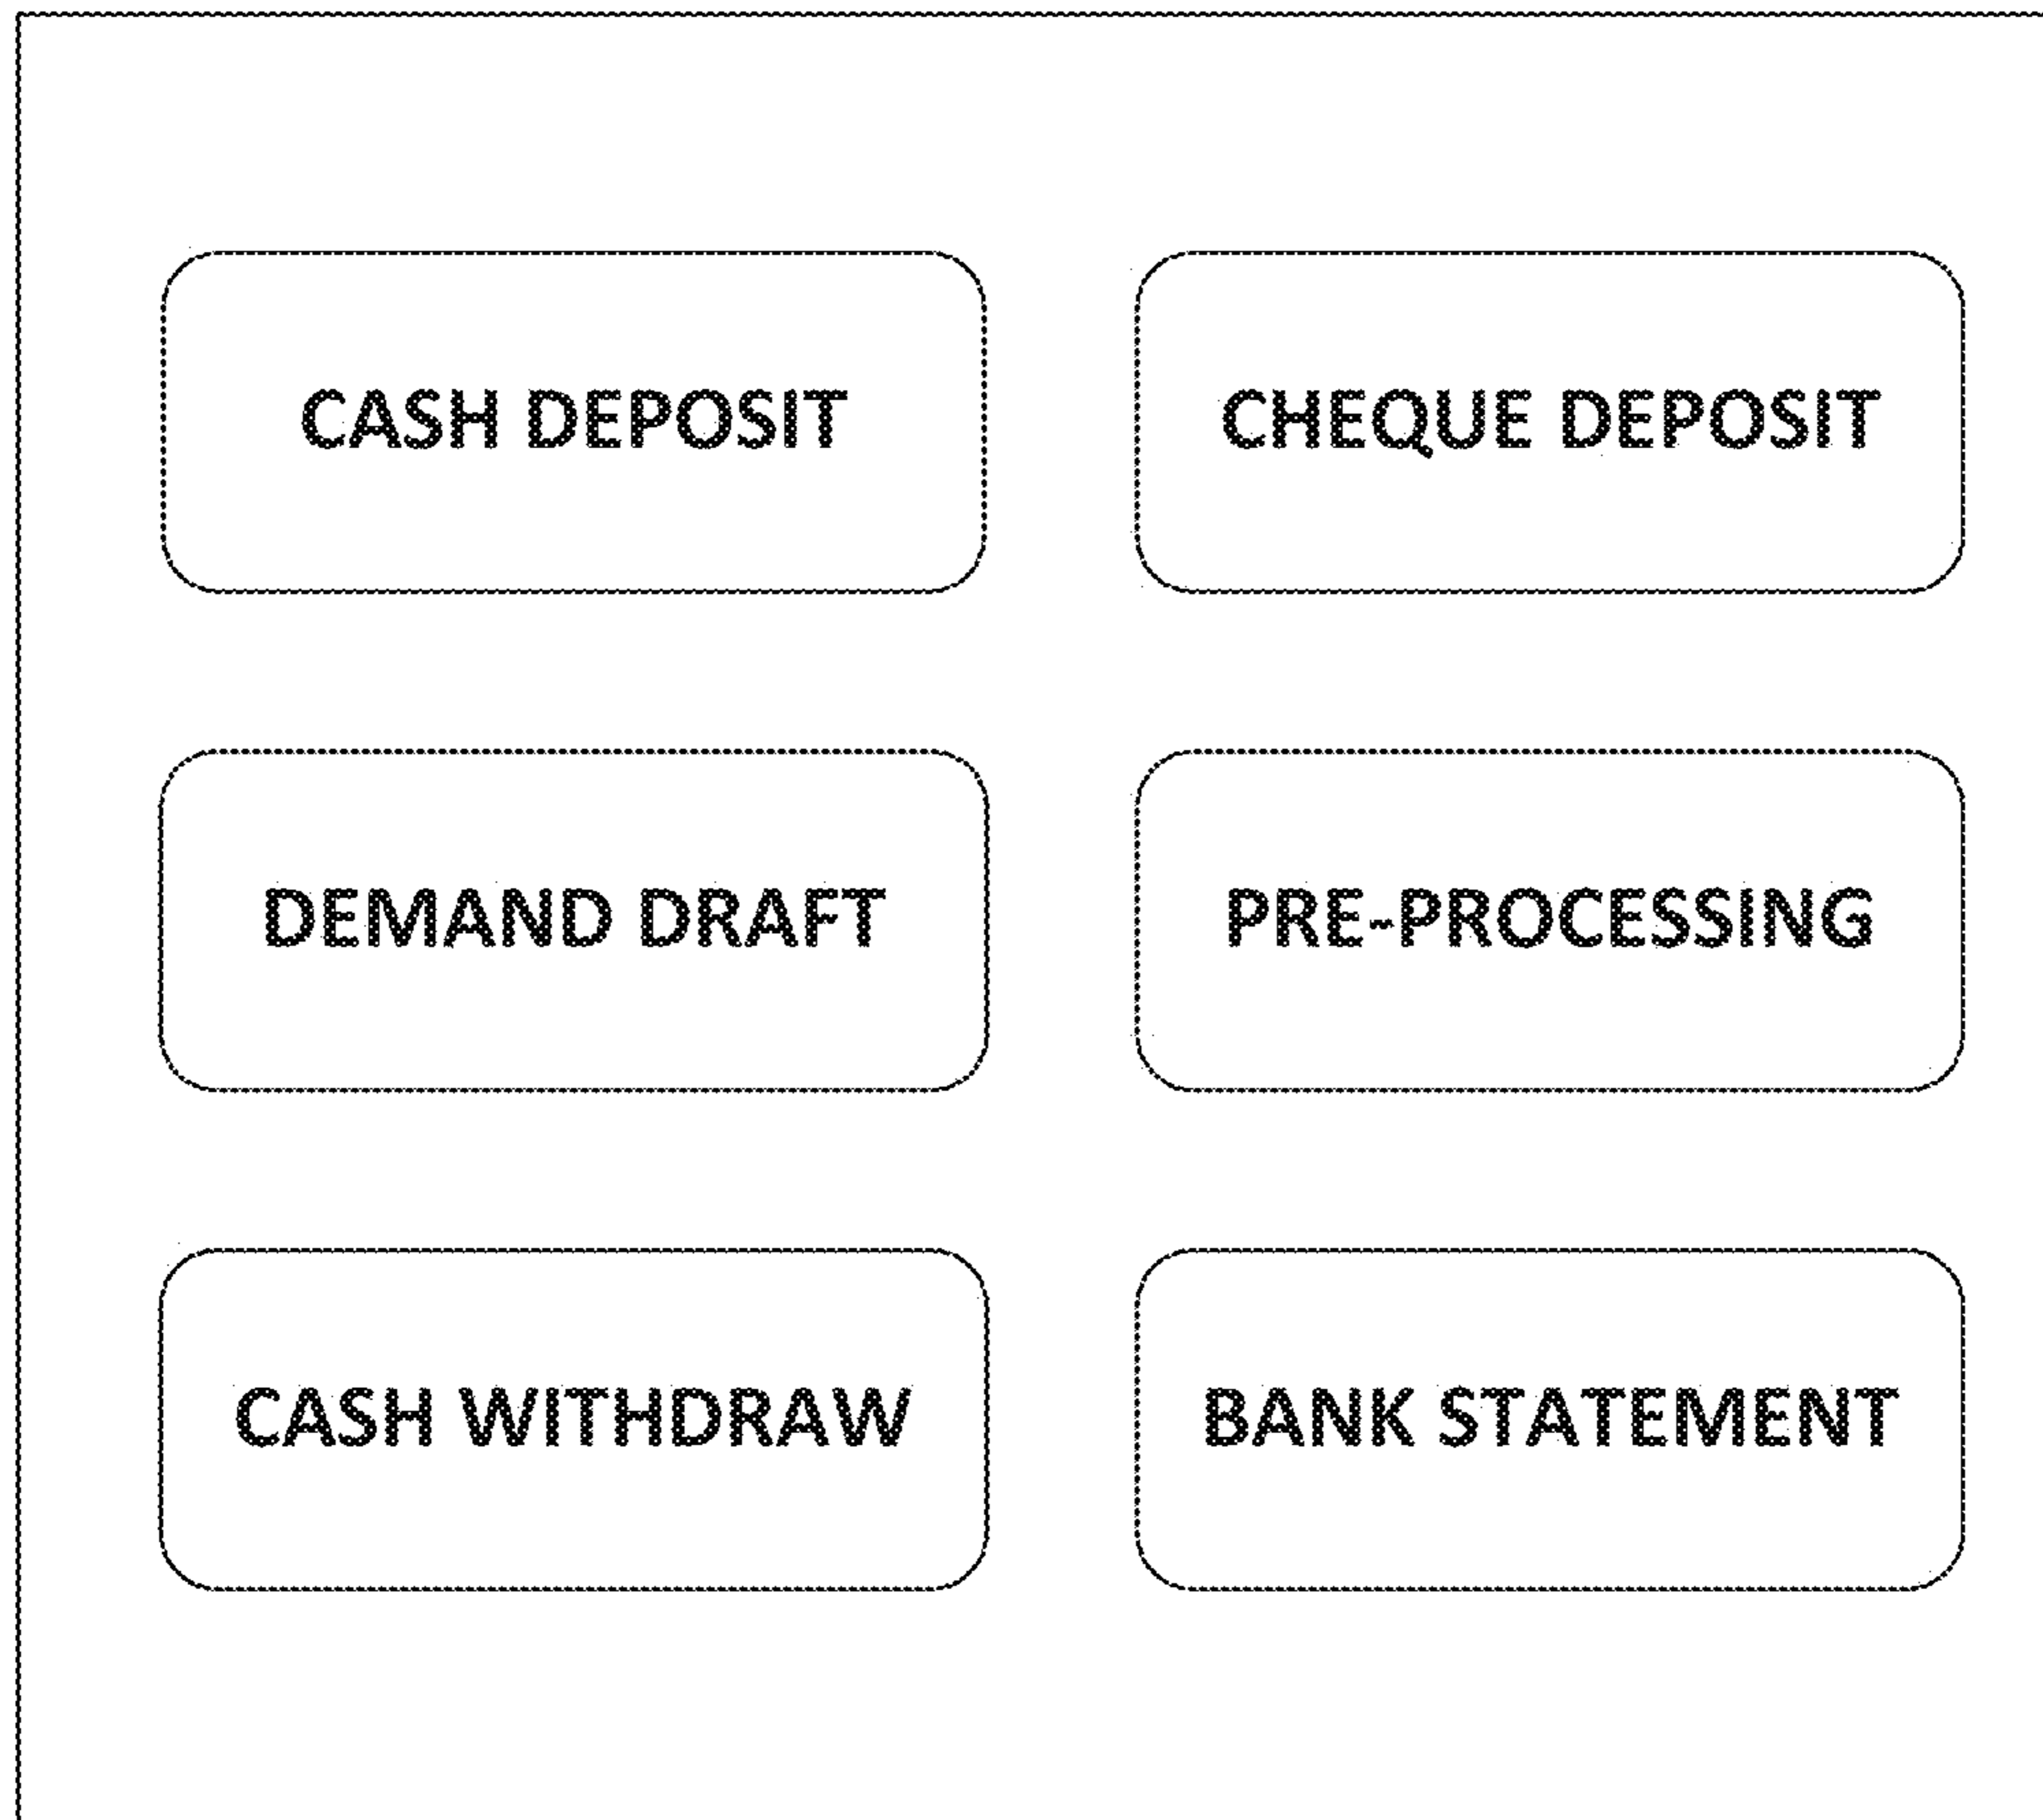 CASH DEPOSIT
CHEQUE DEPOSIT
DEMAND DRAFT
PRE-PROCESSING
CASH WITHDRAW
BANK STATEMENT